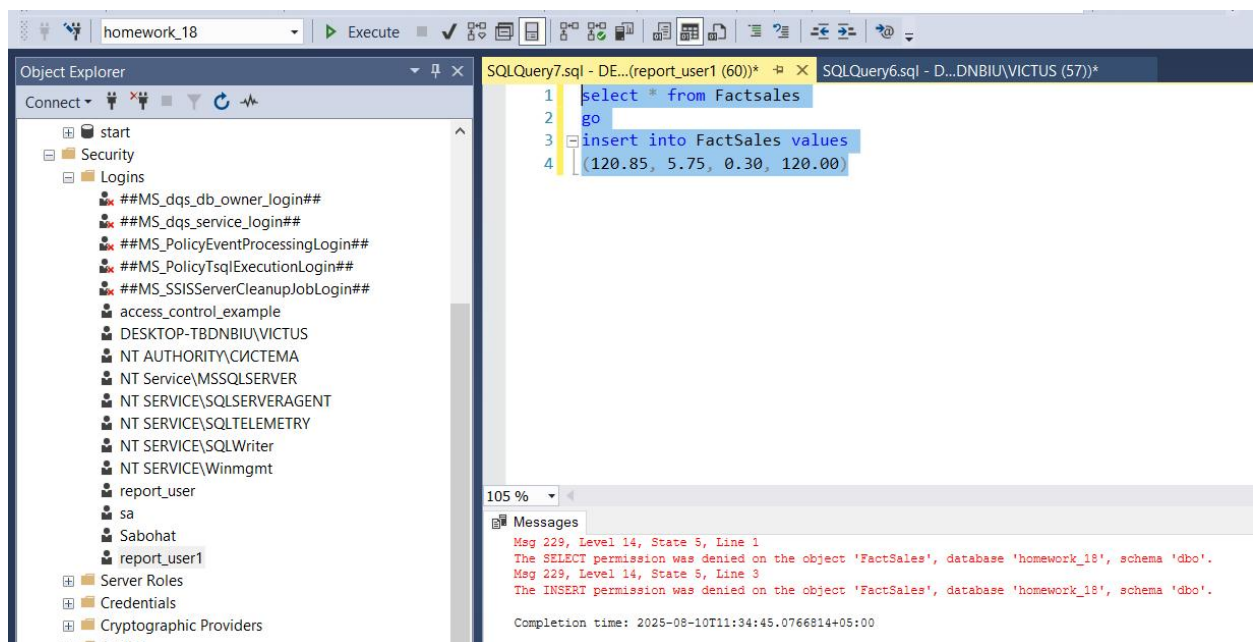 homework_18
Execute
Object Explorer
SQLQuery7.sql - DE...(report_user1 (60))*
SQLQuery6.sql - D...DNBIU\VICTUS (57))*
Connect
start
Security
Logins
##MS_dqs_db_owner_login##
##MS_dqs_service_login##
##MS_PolicyEventProcessingLogin##
##MS_PolicyTsqlExecutionLogin##
##MS_SSISServerCleanupJobLogin##
access_control_example
DESKTOP-TBDNBIU\VICTUS
NT AUTHORITY\СИСТЕМА
NT Service\MSSQLSERVER
NT SERVICE\SQLSERVERAGENT
NT SERVICE\SQLTELEMETRY
NT SERVICE\SQLWriter
NT SERVICE\Winmgmt
report_user
sa
Sabohat
report_user1
Server Roles
Credentials
Cryptographic Providers
1 select * from Factsales
2 go
3 insert into FactSales values
4 (120.85, 5.75, 0.30, 120.00)
105 %
Messages
Msg 229, Level 14, State 5, Line 1
The SELECT permission was denied on the object 'FactSales', database 'homework_18', schema 'dbo'.
Msg 229, Level 14, State 5, Line 3
The INSERT permission was denied on the object 'FactSales', database 'homework_18', schema 'dbo'.
Completion time: 2025-08-10T11:34:45.0766814+05:00